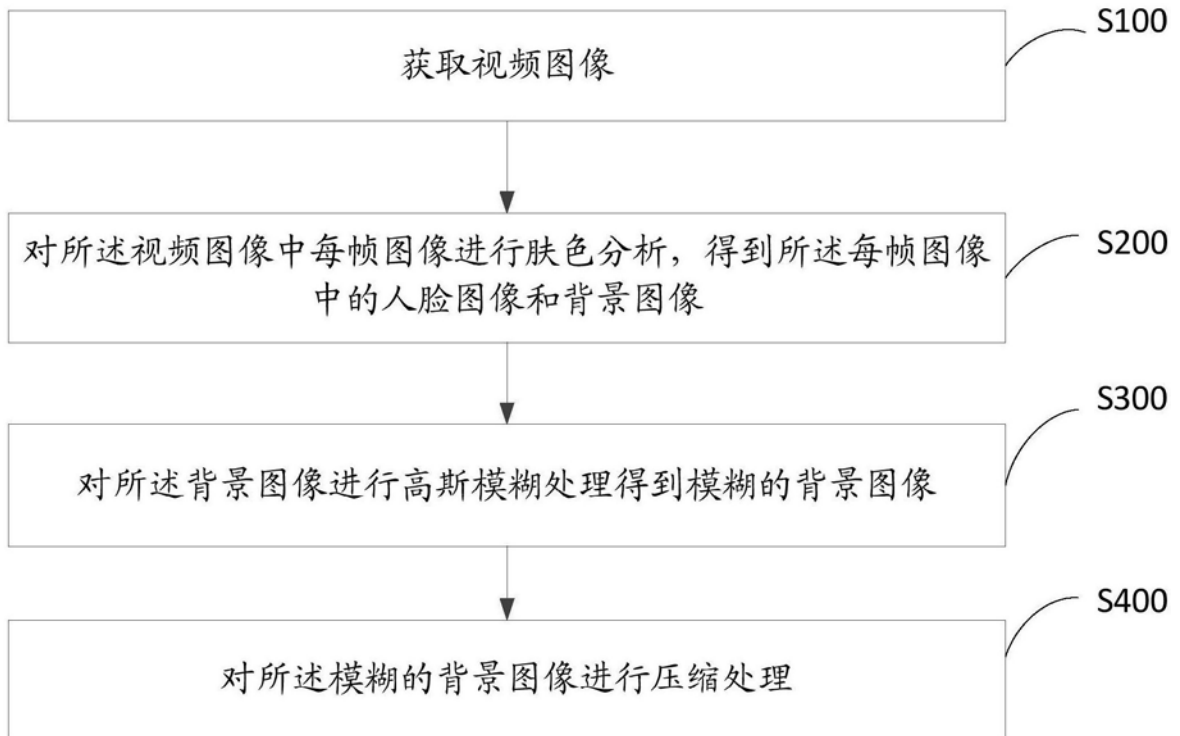 S100
获取视频图像
S200
对所述视频图像中每帧图像进行肤色分析，得到所述每帧图像
中的人脸图像和背景图像
S300
对所述背景图像进行高斯模糊处理得到模糊的背景图像
S400
对所述模糊的背景图像进行压缩处理